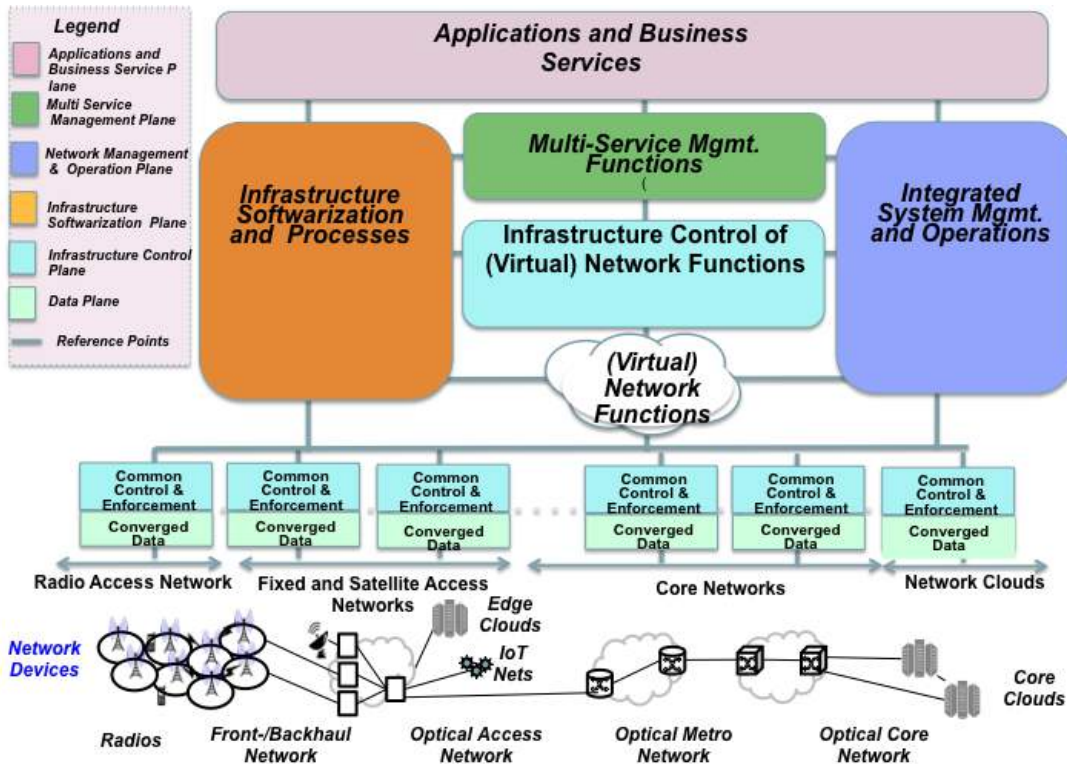 Legend
Applications and
Business Service P
lane
Multi Service
Management Plane
Network Management
& Operation Plane
Infrastructure
Softwarization Plane
Infrastructure Control
Plane
Data Plane
Reference Points
Applications and Business
Services
Infrastructure
Softwarization
and Processes
Multi-Service Mgmt.
Functions
(
Infrastructure Control of
(Virtual) Network Functions
Integrated
System Mgmt.
and Operations
(Virtual)
Network
Functions
Common
Control &
Enforcement
Converged
Data
Common
Control &
Enforcement
Converged
Data
Common
Control &
Enforcement
Converged
Data
Common
Control &
Enforcement
Converged
Data
Common
Control &
Enforcement
Converged
Data
Common
Control &
Enforcement
Converged
Data
Radio Access Network
Fixed and Satellite Access
Networks
Core Networks
Network Clouds
Network
Devices
Edge
Clouds
IoT
Nets
Core
Clouds
Radios
Front-/Backhaul
Network
Optical Access
Network
Optical Metro
Network
Optical Core
Network